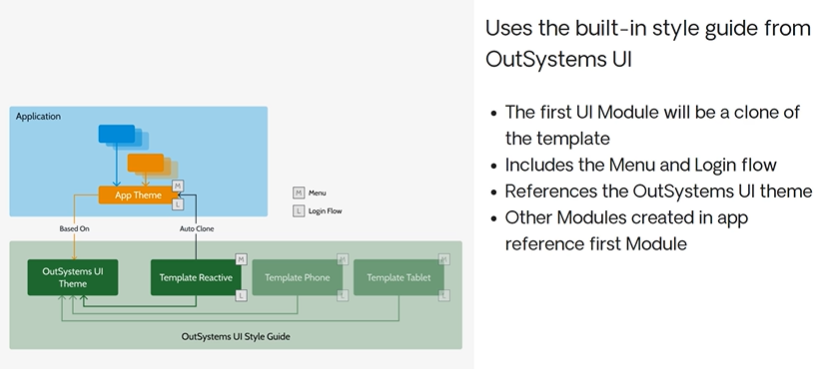 Uses the built-in style guide from
OutSystems UI
• The first UI Module will be a clone of
the template
• Includes the Menu and Login flow
• References the OutSystems UI theme
• Other Modules created in app
reference first Module
Application
App Theme
M
L
M Menu
L Login Flow
Based On
Auto Clone
OutSystems UI
Theme
Template Reactive
M
L
Template Phone
M
L
Template Tablet
M
L
OutSystems UI Style Guide